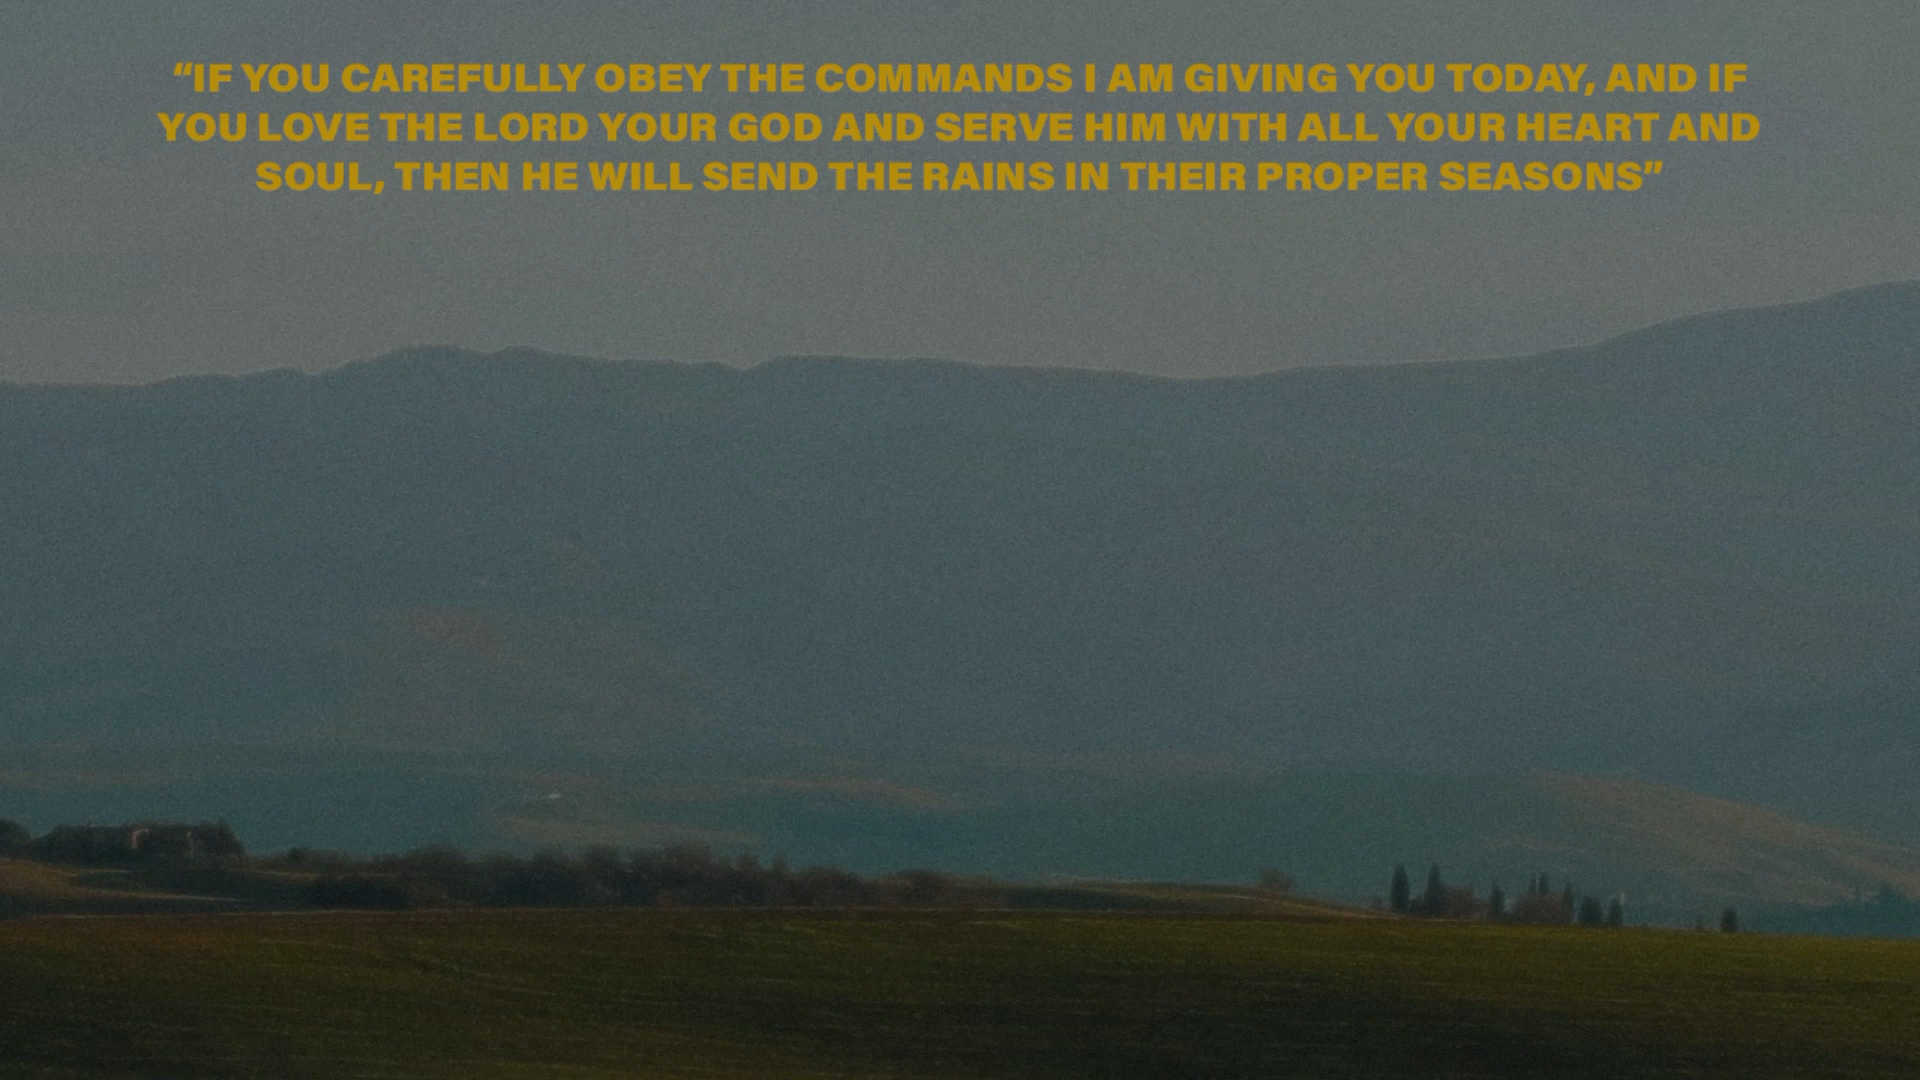 “IF YOU CAREFULLY OBEY THE COMMANDS I AM GIVING YOU TODAY, AND IF
YOU LOVE THE LORD YOUR GOD AND SERVE HIM WITH ALL YOUR HEART AND
SOUL, THEN HE WILL SEND THE RAINS IN THEIR PROPER SEASONS”